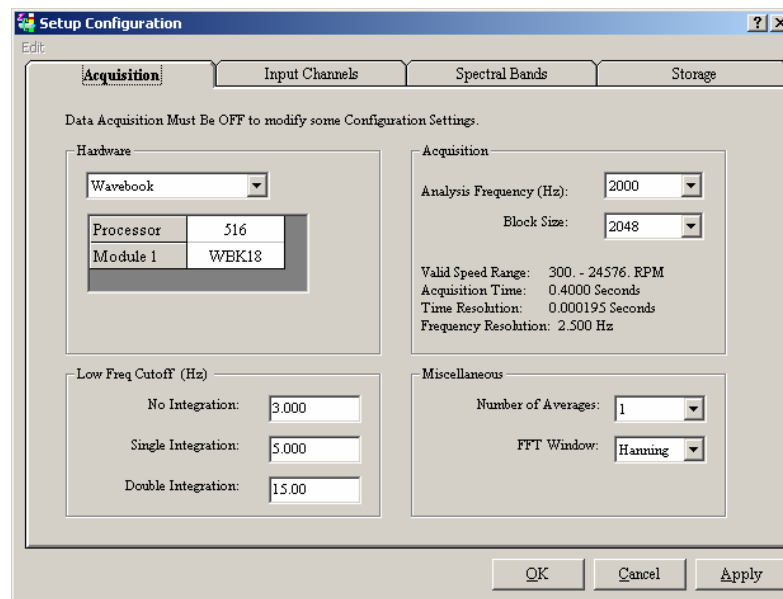 Setup Configuration
Edit
Acquisition
Input Channels
Spectral Bands
Storage
Data Acquisition Must Be OFF to modify some Configuration Settings.
Hardware
Wavebook
Processor 516
Module 1 WBK18
Acquisition
Analysis Frequency (Hz): 2000
Block Size: 2048
Valid Speed Range: 300. - 24576. RPM
Acquisition Time: 0.4000 Seconds
Time Resolution: 0.000195 Seconds
Frequency Resolution: 2.500 Hz
Low Freq Cutoff (Hz)
No Integration: 3.000
Single Integration: 5.000
Double Integration: 15.00
Miscellaneous
Number of Averages: 1
FFT Window: Hanning
OK
Cancel
Apply